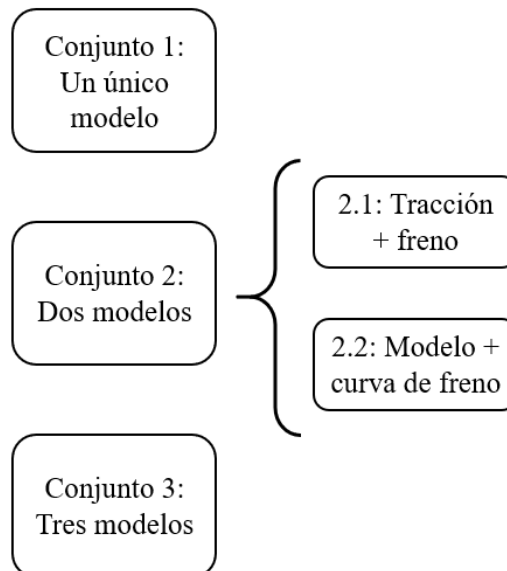 Conjunto 1:
Un único
modelo
Conjunto 2:
Dos modelos
2.1: Tracción
+ freno
2.2: Modelo +
curva de freno
Conjunto 3:
Tres modelos